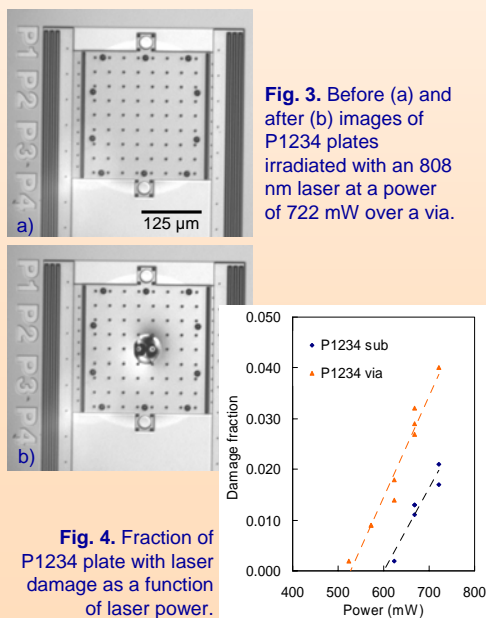 P1 P2 P3 P4
a)
125 µm
Fig. 3. Before (a) and
after (b) images of
P1234 plates
irradiated with an 808
nm laser at a power
of 722 mW over a via.
P1 P2 P3 P4
b)
Fig. 4. Fraction of
P1234 plate with laser
damage as a function
of laser power.
0.050
0.040
0.030
0.020
0.010
0.000
Damage fraction
P1234 sub
P1234 via
400 500 600 700 800
Power (mW)